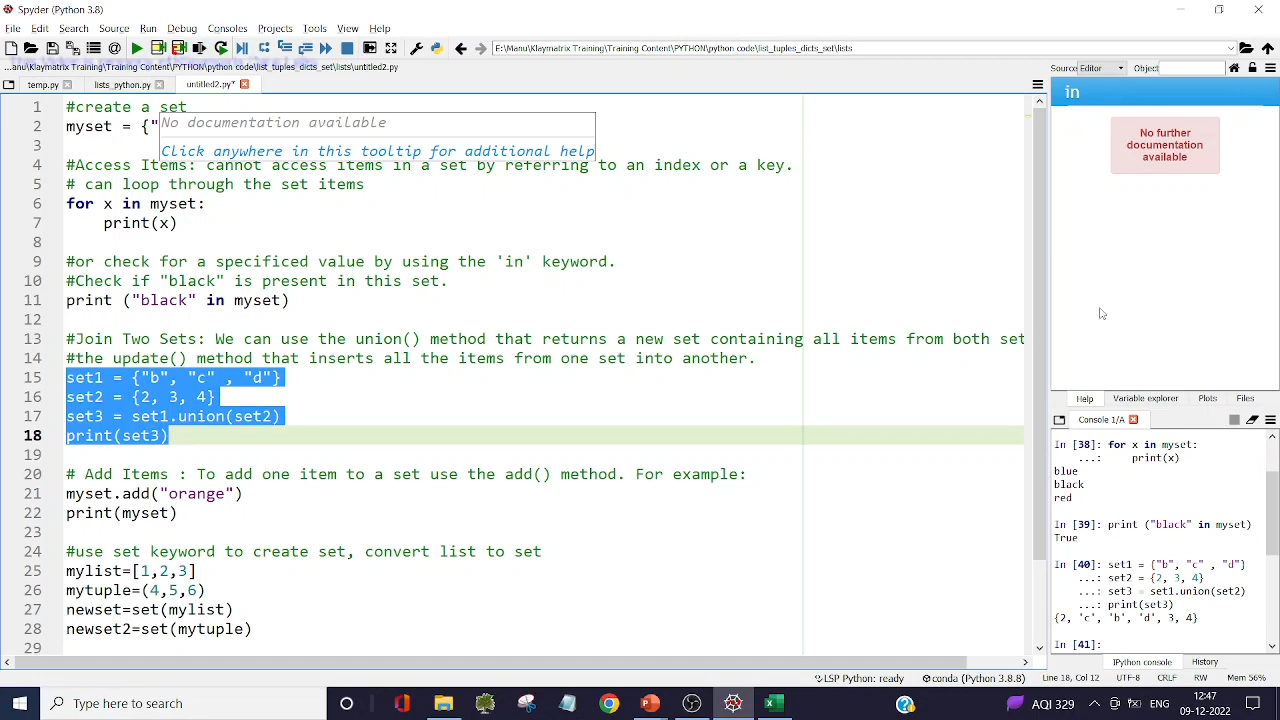 Spyder (Python 3.8)
File Edit Search Source Run Debug Consoles Projects Tools View Help
E:\Manu\Klaymatrix Training\Training Content\PYTHON\python code\list_tuples_dicts_set\lists
...anu\Klaymatrix Training\Training Content\PYTHON\python code\list_tuples_dicts_set\lists\untitled2.py
temp.py lists_python.py untitled2.py*
Source Editor Object
1 #create a set
2 myset = {"
No documentation available
Click anywhere in this tooltip for additional help
3
4 #Access Items: cannot access items in a set by referring to an index or a key.
5 # can loop through the set items
6 for x in myset:
7 print(x)
8
9 #or check for a specificed value by using the 'in' keyword.
10 #Check if "black" is present in this set.
11 print ("black" in myset)
12
13 #Join Two Sets: We can use the union() method that returns a new set containing all items from both set
14 #the update() method that inserts all the items from one set into another.
15 set1 = {"b", "c" , "d"}
16 set2 = {2, 3, 4}
17 set3 = set1.union(set2)
18 print(set3)
19
20 # Add Items : To add one item to a set use the add() method. For example:
21 myset.add("orange")
22 print(myset)
23
24 #use set keyword to create set, convert list to set
25 mylist=[1,2,3]
26 mytuple=(4,5,6)
27 newset=set(mylist)
28 newset2=set(mytuple)
29
in
No further
documentation
available
Help Variable explorer Plots Files
Console 1/A
In [38]: for x in myset:
...: print(x)
blue
black
red
In [39]: print ("black" in myset)
True
In [40]: set1 = {"b", "c" , "d"}
...: set2 = {2, 3, 4}
...: set3 = set1.union(set2)
...: print(set3)
{2, 'c', 'b', 'd', 3, 4}
In [41]:
IPython console History
LSP Python: ready conda (Python 3.8.8) Line 18, Col 12 UTF-8 CRLF RW Mem 56%
Type here to search
AQI 329 ENG 12:47
09-12-2022